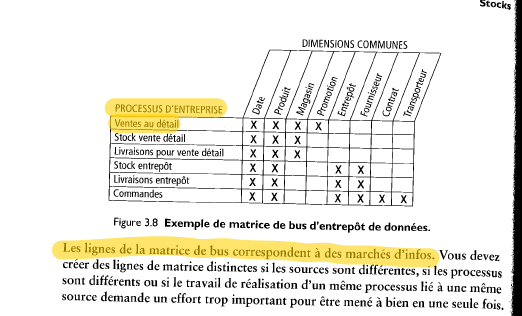 Stocks
DIMENSIONS COMMUNES
PROCESSUS D'ENTREPRISE
Date
Produit
Magasin
Promotion
Entrepôt
Fournisseur
Contrat
Transporteur
Ventes au détail X X X X
Stock vente détail X X X
Livraisons pour vente détail X X X
Stock entrepôt X X X X
Livraisons entrepôt X X X X
Commandes X X X X X X
Figure 3.8 Exemple de matrice de bus d'entrepôt de données.
Les lignes de la matrice de bus correspondent à des marchés d'infos. Vous devez
créer des lignes de matrice distinctes si les sources sont différentes, si les processus
sont différents ou si le travail de réalisation d'un même processus lié à une même
source demande un effort trop important pour être mené à bien en une seule fois.